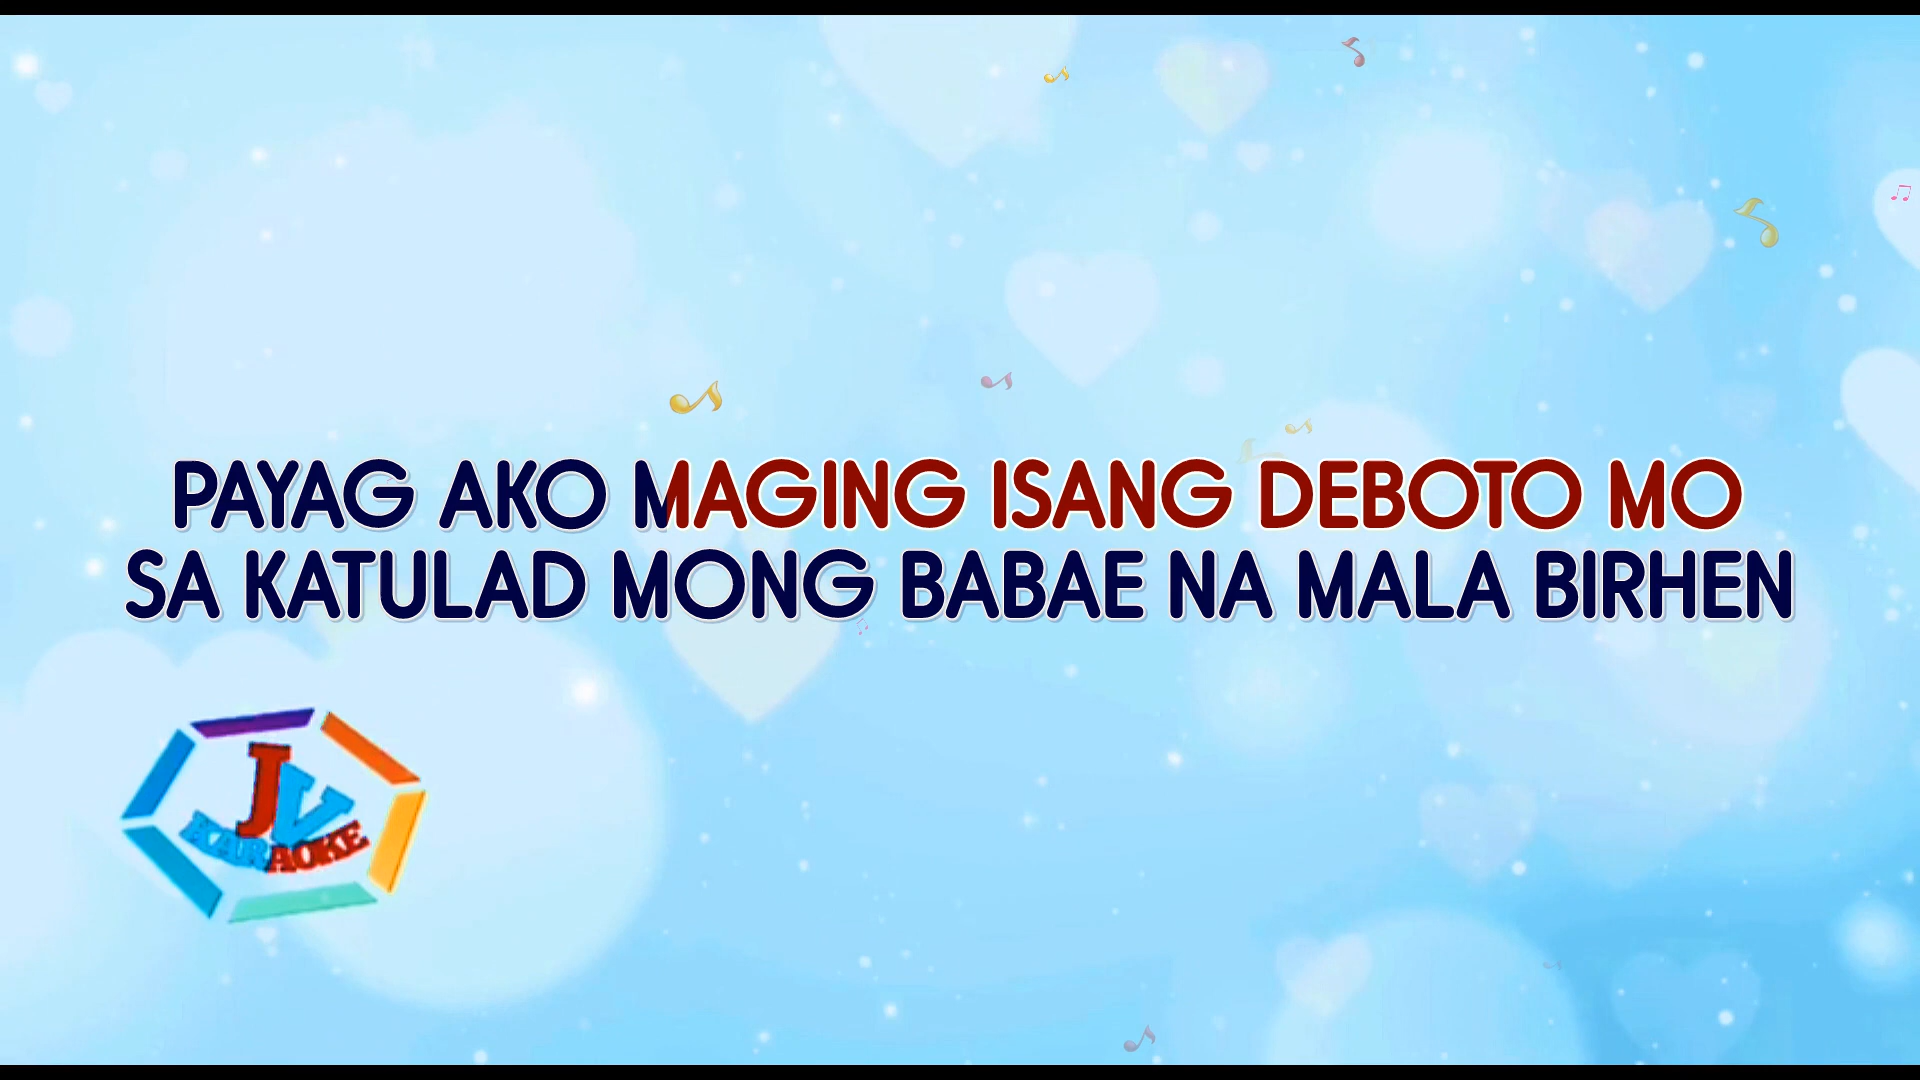 PAYAG AKO MAGING ISANG DEBOTO MO
SA KATULAD MONG BABAE NA MALA BIRHEN
JV
KARAOKE